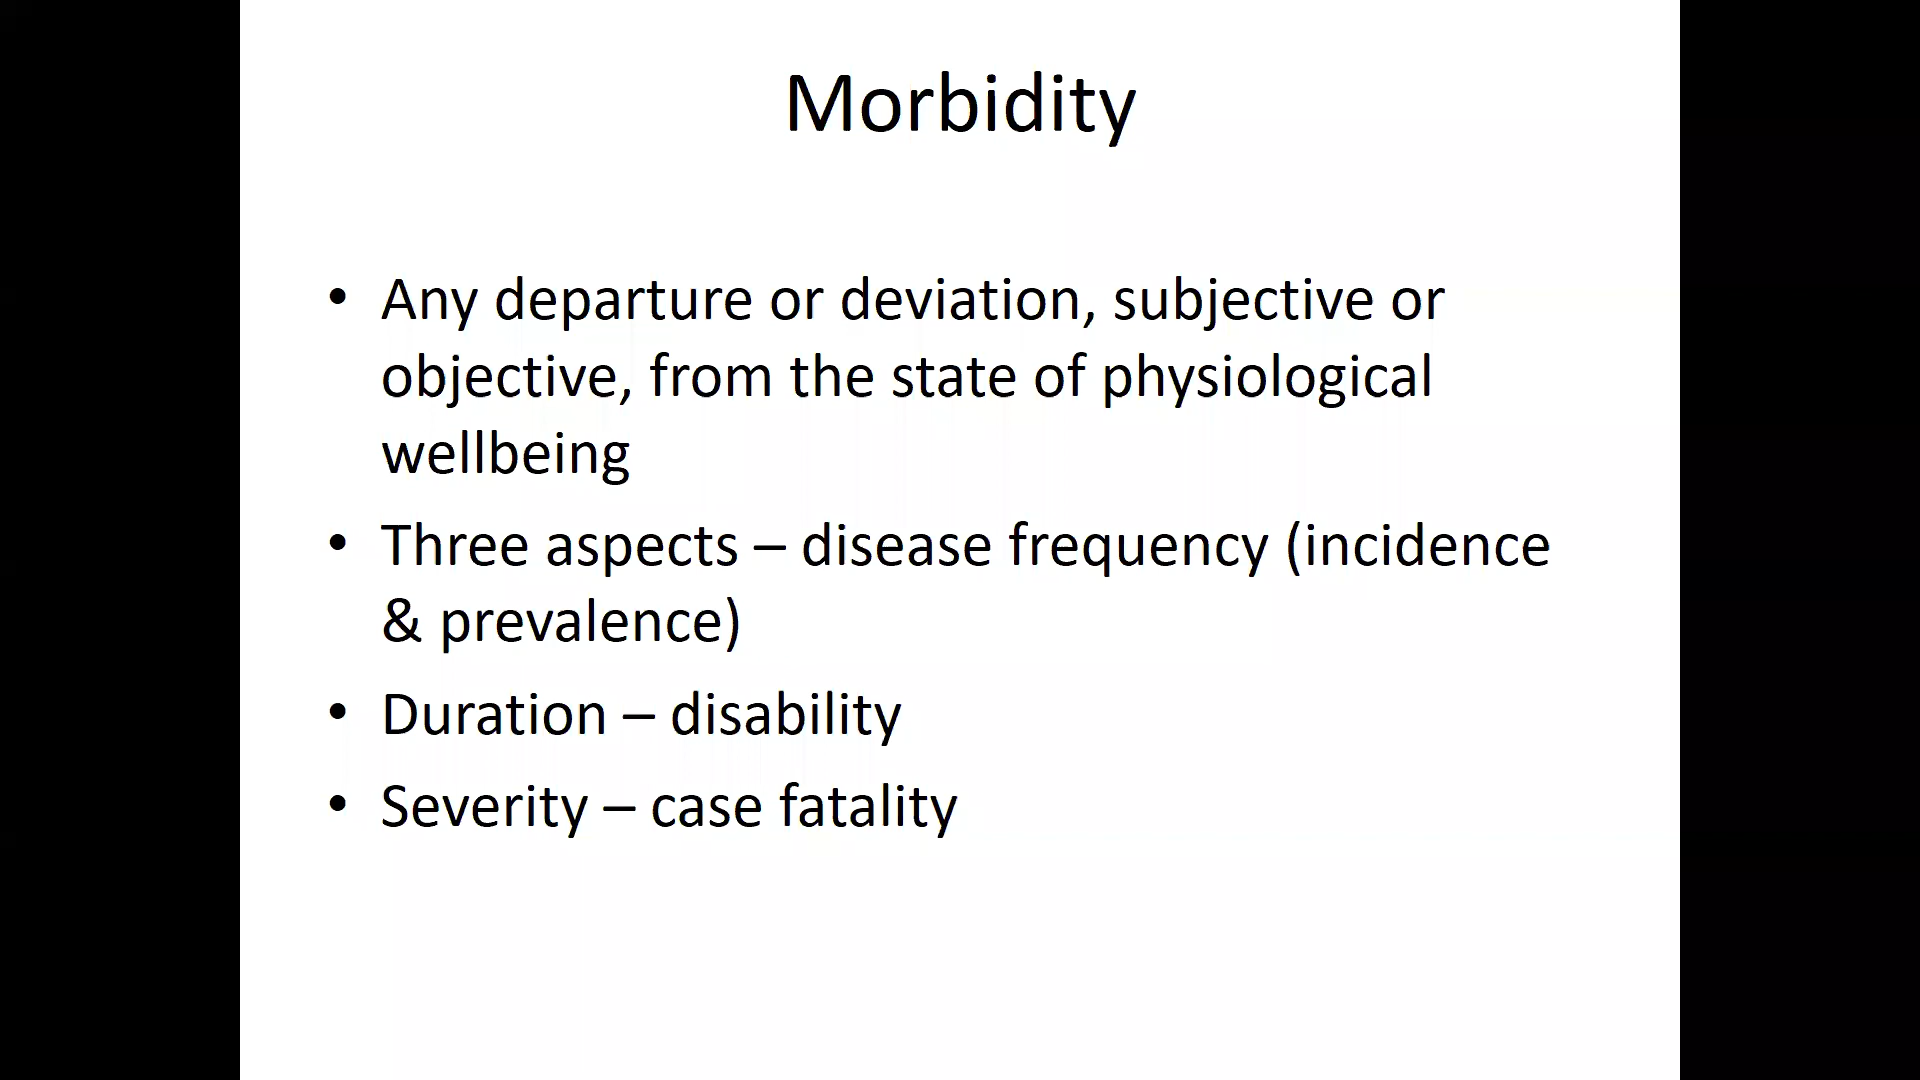 Morbidity
• Any departure or deviation, subjective or
objective, from the state of physiological
wellbeing
• Three aspects – disease frequency (incidence
& prevalence)
• Duration – disability
• Severity – case fatality